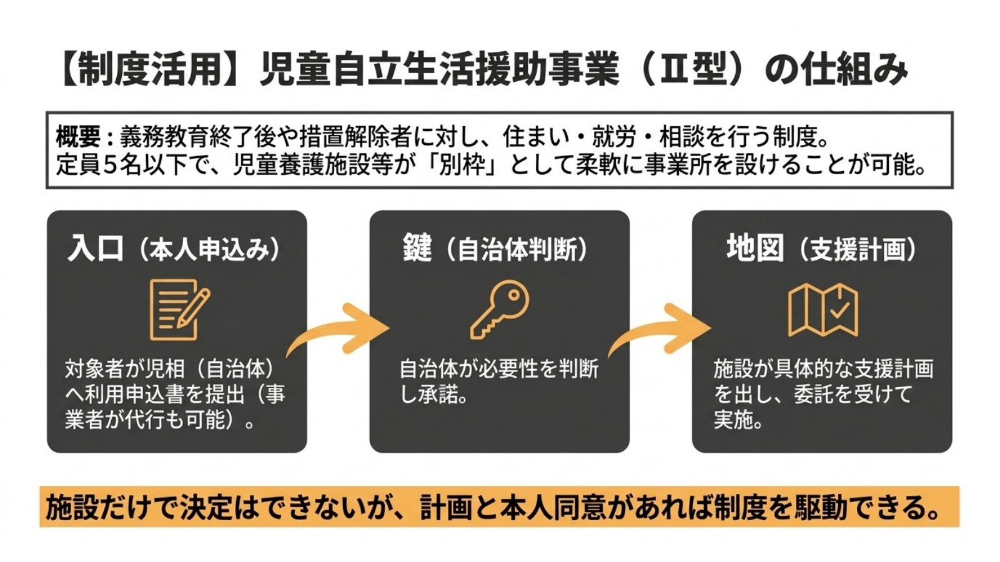 【制度活用】児童自立生活援助事業（Ⅱ型）の仕組み
概要：義務教育終了後や措置解除者に対し、住まい・就労・相談を行う制度。
定員5名以下で、児童養護施設等が「別枠」として柔軟に事業所を設けることが可能。
入口（本人申込み）
対象者が児相（自治体）
へ利用申込書を提出（事
業者が代行も可能）。
鍵（自治体判断）
自治体が必要性を判断
し承諾。
地図（支援計画）
施設が具体的な支援計画
を出し、委託を受けて
実施。
施設だけで決定はできないが、計画と本人同意があれば制度を駆動できる。